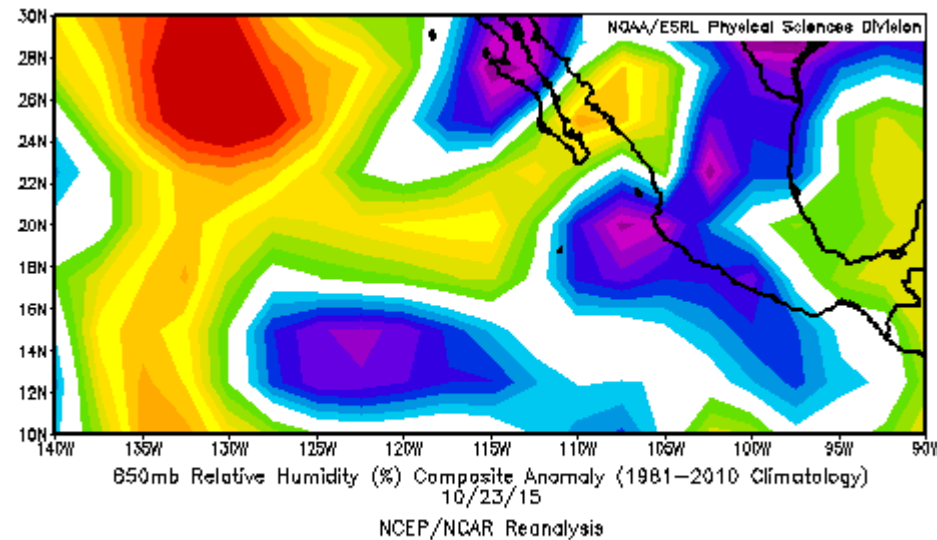 30N
NOAA/ESRL Physical Sciences Division
28N
26N
24N
22N
20N
18N
16N
14N
12N
10N
140W 135W 130W 125W 120W 115W 110W 105W 100W 95W 90W
850mb Relative Humidity (%) Composite Anomaly (1981-2010 Climatology)
10/23/15
NCEP/NCAR Reanalysis